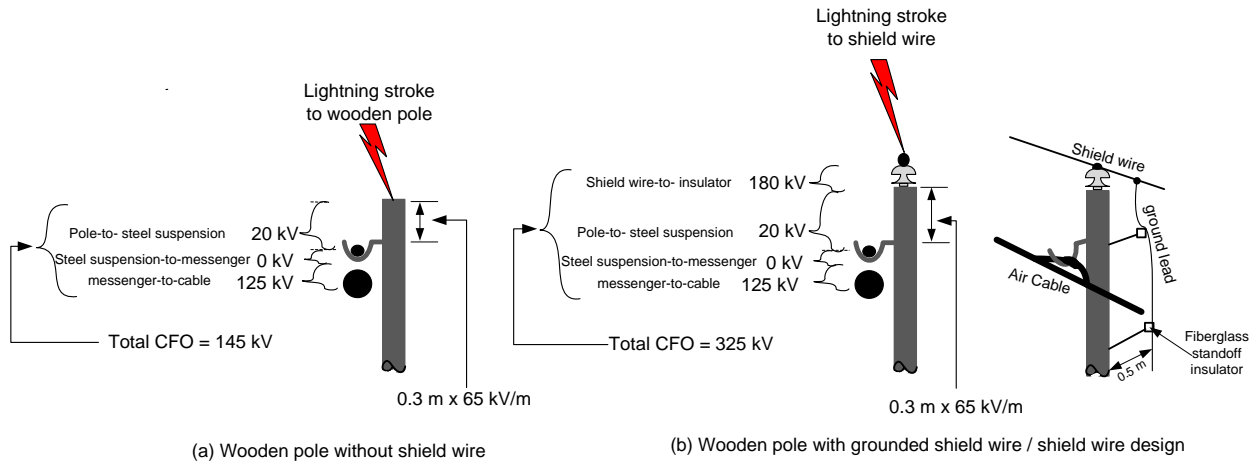 Lightning stroke
to wooden pole
Pole-to- steel suspension 20 kV
Steel suspension-to-messenger 0 kV
messenger-to-cable 125 kV
Total CFO = 145 kV
0.3 m x 65 kV/m
(a) Wooden pole without shield wire
Lightning stroke
to shield wire
Shield wire-to- insulator 180 kV
Pole-to- steel suspension 20 kV
Steel suspension-to-messenger 0 kV
messenger-to-cable 125 kV
Total CFO = 325 kV
0.3 m x 65 kV/m
Shield wire
ground lead
Air Cable
0.5 m
Fiberglass
standoff
insulator
(b) Wooden pole with grounded shield wire / shield wire design